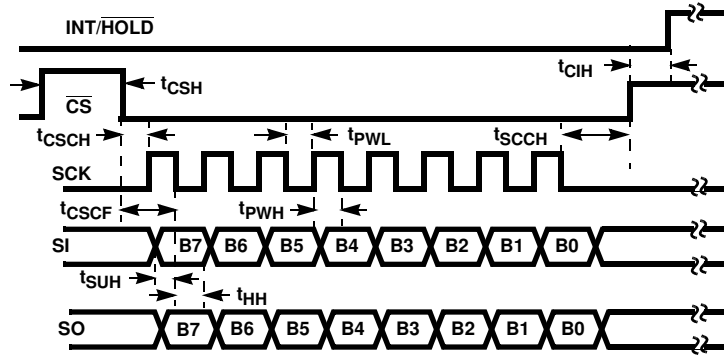 INT/HOLD
tCIH
CS
tCSH
tCSCH
tPWL
tSCCH
SCK
tCSCF
tPWH
SI B7 B6 B5 B4 B3 B2 B1 B0
tSUH
tHH
SO B7 B6 B5 B4 B3 B2 B1 B0